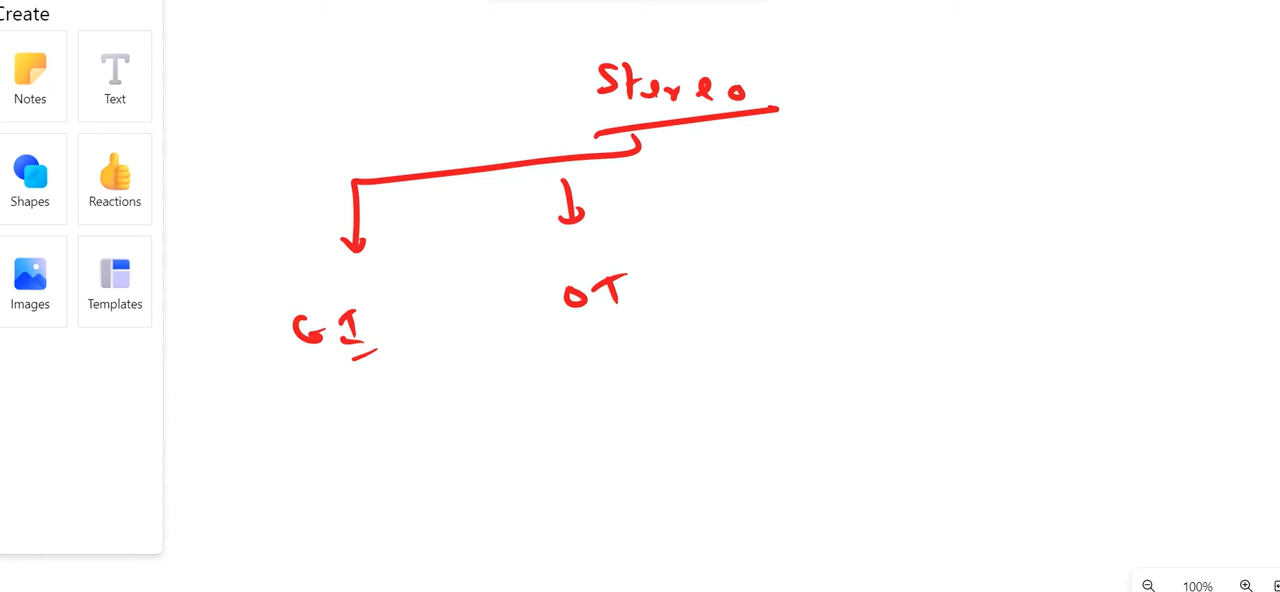 Create
Notes
Text
Shapes
Reactions
Images
Templates
Stereo
GI
OT
100%